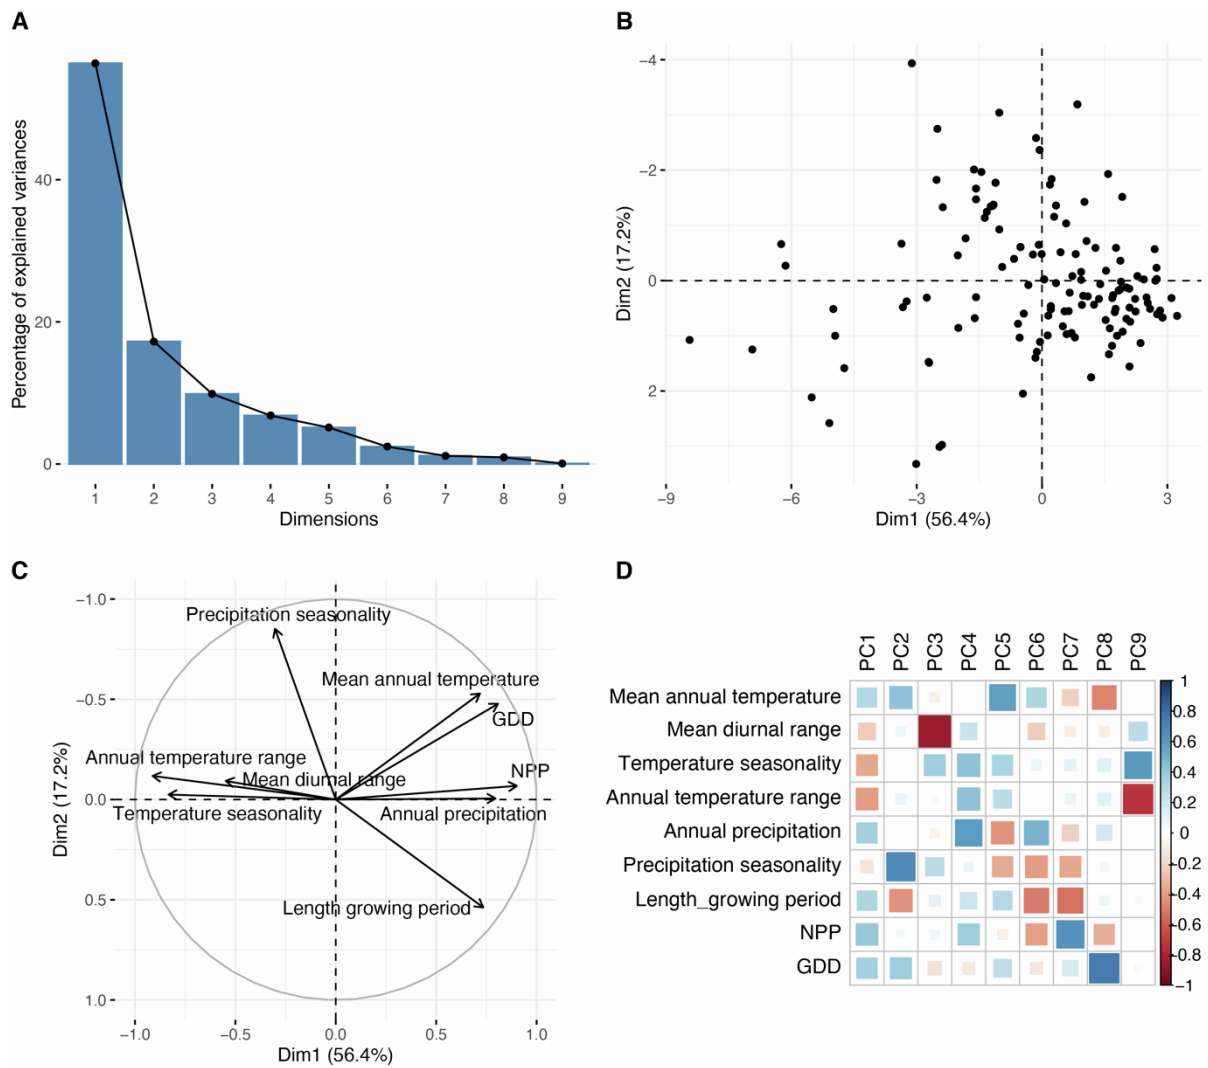 A
Percentage of explained variances
40
20
0
1 2 3 4 5 6 7 8 9
Dimensions
B
Dim2 (17.2%)
−4
−2
0
2
−9 −6 −3 0 3
Dim1 (56.4%)
C
Dim2 (17.2%)
−1.0
−0.5
0.0
0.5
1.0
Precipitation seasonality
Mean annual temperature
GDD
Annual temperature range
Mean diurnal range
NPP
Temperature seasonality
Annual precipitation
Length growing period
−1.0 −0.5 0.0 0.5 1.0
Dim1 (56.4%)
D
PC1 PC2 PC3 PC4 PC5 PC6 PC7 PC8 PC9
Mean annual temperature
Mean diurnal range
Temperature seasonality
Annual temperature range
Annual precipitation
Precipitation seasonality
Length_growing period
NPP
GDD
1
0.8
0.6
0.4
0.2
0
−0.2
−0.4
−0.6
−0.8
−1